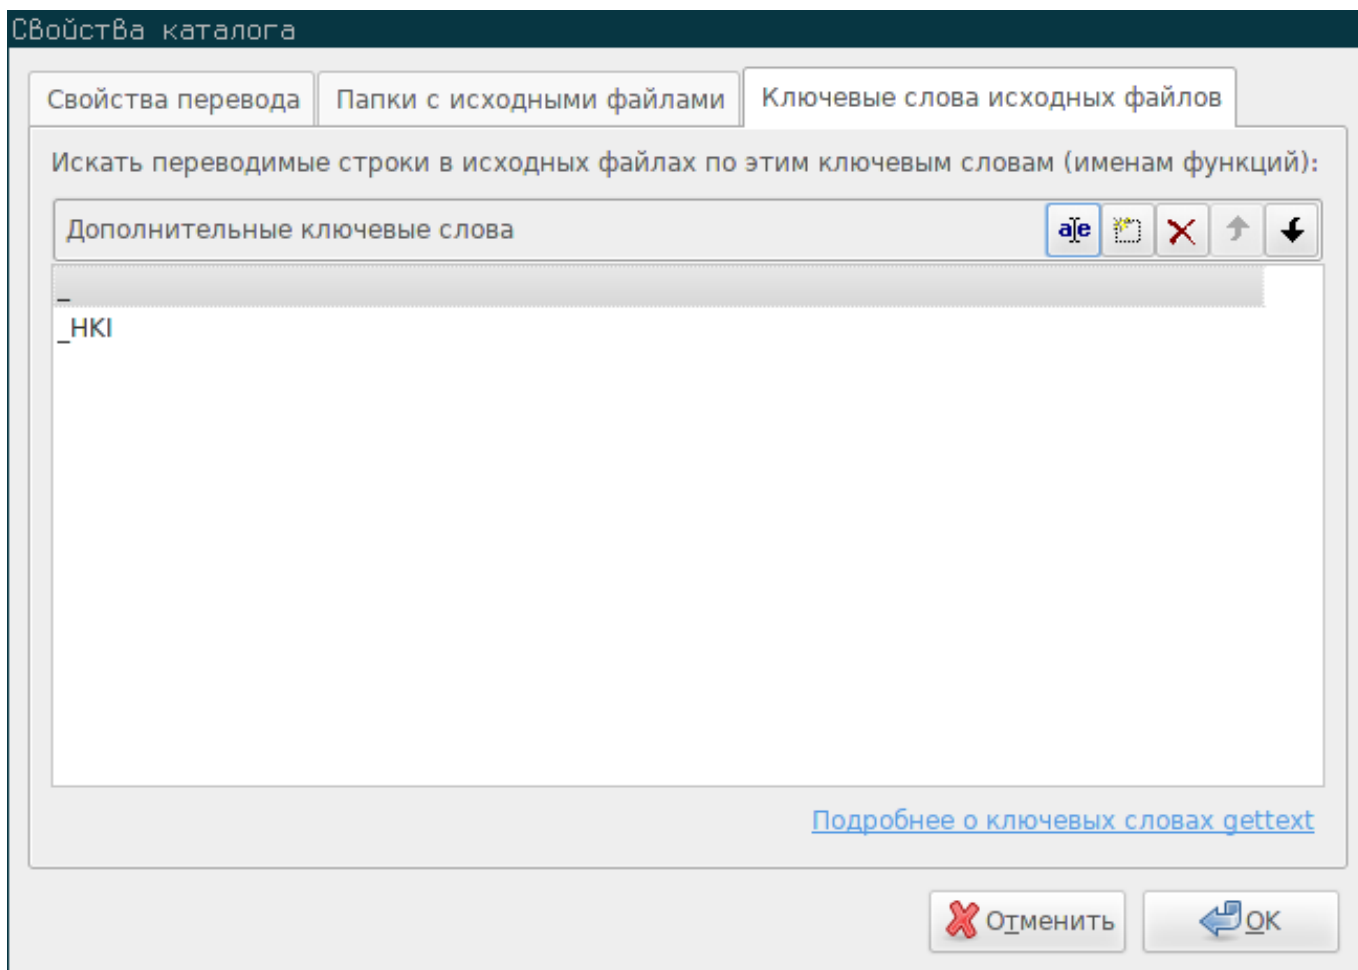 Свойства каталога
Свойства перевода Папки с исходными файлами Ключевые слова исходных файлов
Искать переводимые строки в исходных файлах по этим ключевым словам (именам функций):
Дополнительные ключевые слова
_
_HKI
Подробнее о ключевых словах gettext
Отменить OK